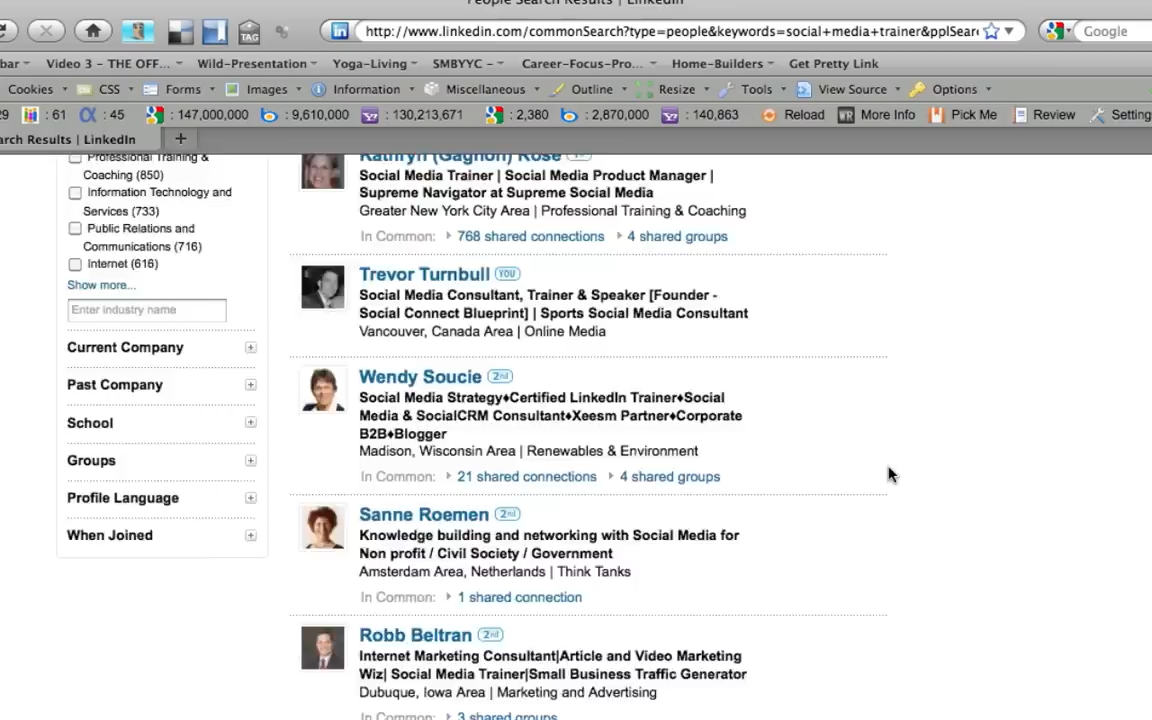 People Search Results | LinkedIn
TAG
http://www.linkedin.com/commonSearch?type=people&keywords=social+media+trainer&pplSear
Google
bar Video 3 - THE OFF... Wild-Presentation Yoga-Living SMBYYC - Career-Focus-Pro... Home-Builders Get Pretty Link
Cookies CSS Forms Images Information Miscellaneous Outline Resize Tools View Source Options
29 : 61 : 45 : 147,000,000 : 9,610,000 : 130,213,671 : 2,380 : 2,870,000 : 140,863 Reload More Info Pick Me Review Setting
arch Results | LinkedIn +
Professional Training &
Coaching (850)
Information Technology and
Services (733)
Public Relations and
Communications (716)
Internet (616)
Show more...
Enter industry name
Current Company
Past Company
School
Groups
Profile Language
When Joined
Kathryn (Gagnon) Rose
Social Media Trainer | Social Media Product Manager |
Supreme Navigator at Supreme Social Media
Greater New York City Area | Professional Training & Coaching
In Common: 768 shared connections 4 shared groups
Trevor Turnbull YOU
Social Media Consultant, Trainer & Speaker [Founder -
Social Connect Blueprint] | Sports Social Media Consultant
Vancouver, Canada Area | Online Media
Wendy Soucie 2nd
Social Media Strategy♦Certified LinkedIn Trainer♦Social
Media & SocialCRM Consultant♦Xeesm Partner♦Corporate
B2B♦Blogger
Madison, Wisconsin Area | Renewables & Environment
In Common: 21 shared connections 4 shared groups
Sanne Roemen 2nd
Knowledge building and networking with Social Media for
Non profit / Civil Society / Government
Amsterdam Area, Netherlands | Think Tanks
In Common: 1 shared connection
Robb Beltran 2nd
Internet Marketing Consultant|Article and Video Marketing
Wiz| Social Media Trainer|Small Business Traffic Generator
Dubuque, Iowa Area | Marketing and Advertising
In Common: 3 shared groups